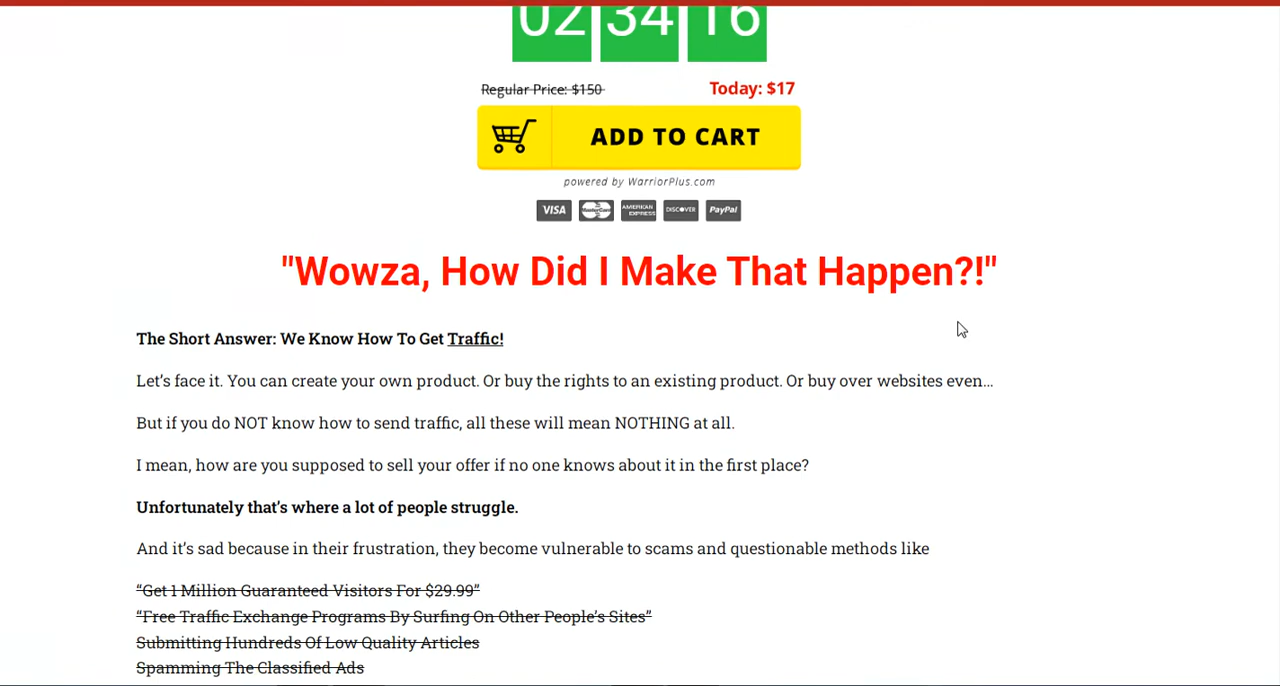 02 34 16
Regular Price: $150 Today: $17
ADD TO CART
powered by WarriorPlus.com
VISA MasterCard AMERICAN EXPRESS DISCOVER PayPal
"Wowza, How Did I Make That Happen?!"
The Short Answer: We Know How To Get Traffic!
Let’s face it. You can create your own product. Or buy the rights to an existing product. Or buy over websites even…
But if you do NOT know how to send traffic, all these will mean NOTHING at all.
I mean, how are you supposed to sell your offer if no one knows about it in the first place?
Unfortunately that’s where a lot of people struggle.
And it’s sad because in their frustration, they become vulnerable to scams and questionable methods like
“Get 1 Million Guaranteed Visitors For $29.99”
“Free Traffic Exchange Programs By Surfing On Other People’s Sites”
Submitting Hundreds Of Low Quality Articles
Spamming The Classified Ads